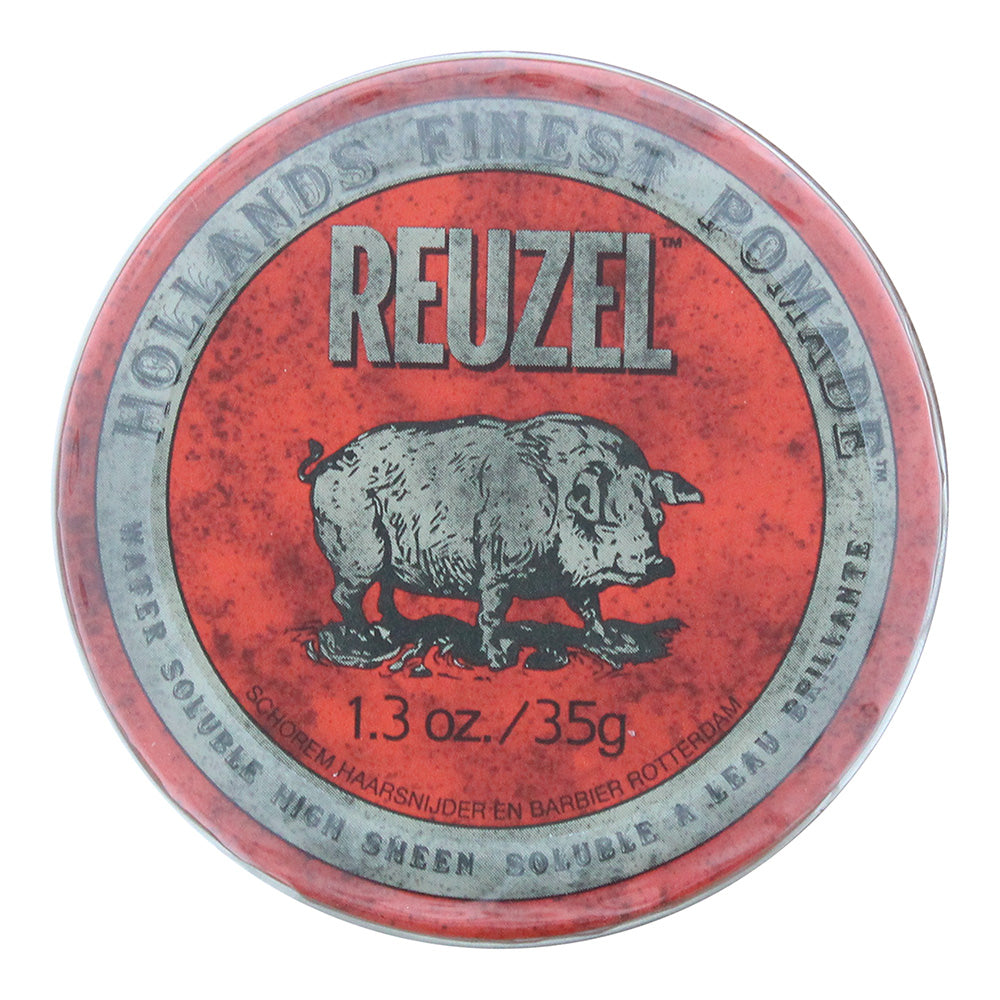 HOLLANDS FINEST POMADE™
REUZEL™
1.3 oz. / 35g
SCHOREM HAARSNIJDER EN BARBIER ROTTERDAM
WATER SOLUBLE HIGH SHEEN SOLUBLE A LEAU BRILLANTE